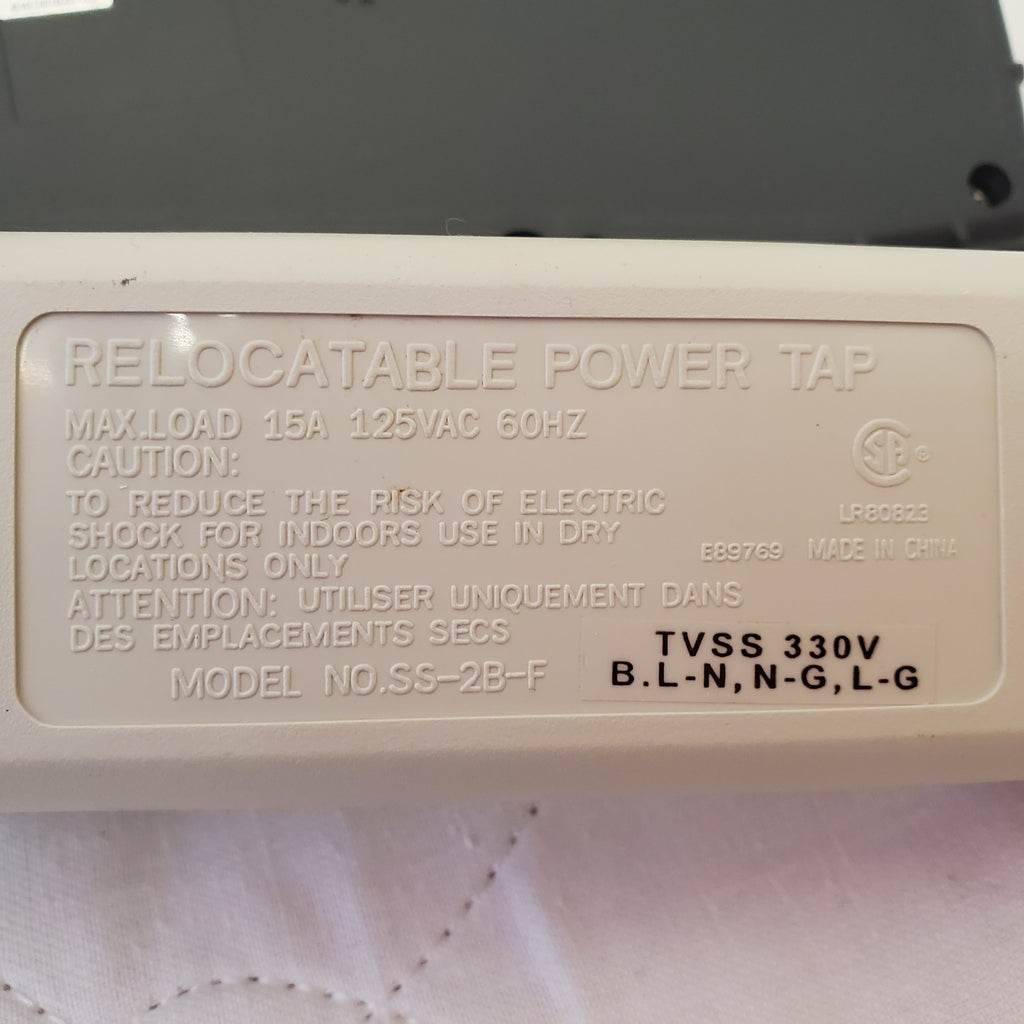 RELOCATABLE POWER TAP
MAX.LOAD 15A 125VAC 60HZ
CAUTION:
TO REDUCE THE RISK OF ELECTRIC
SHOCK FOR INDOORS USE IN DRY
LOCATIONS ONLY
ATTENTION: UTILISER UNIQUEMENT DANS
DES EMPLACEMENTS SECS
MODEL NO.SS-2B-F
SA ®
LR80823
E89769 MADE IN CHINA
TVSS 330V
B.L-N,N-G,L-G